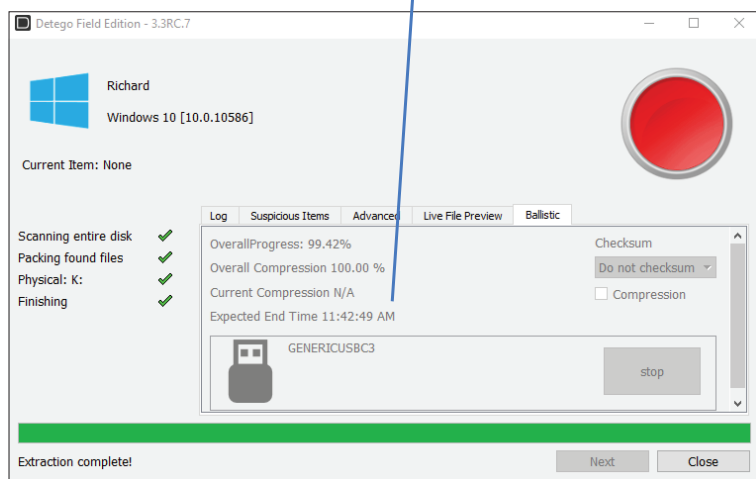 Detego Field Edition - 3.3RC.7
Richard
Windows 10 [10.0.10586]
Current Item: None
Log Suspicious Items Advanced Live File Preview Ballistic
Scanning entire disk
Packing found files
Physical: K:
Finishing
OverallProgress: 99.42%
Overall Compression 100.00 %
Current Compression N/A
Expected End Time 11:42:49 AM
Checksum
Do not checksum
Compression
GENERICUSBC3
stop
Extraction complete!
Next Close